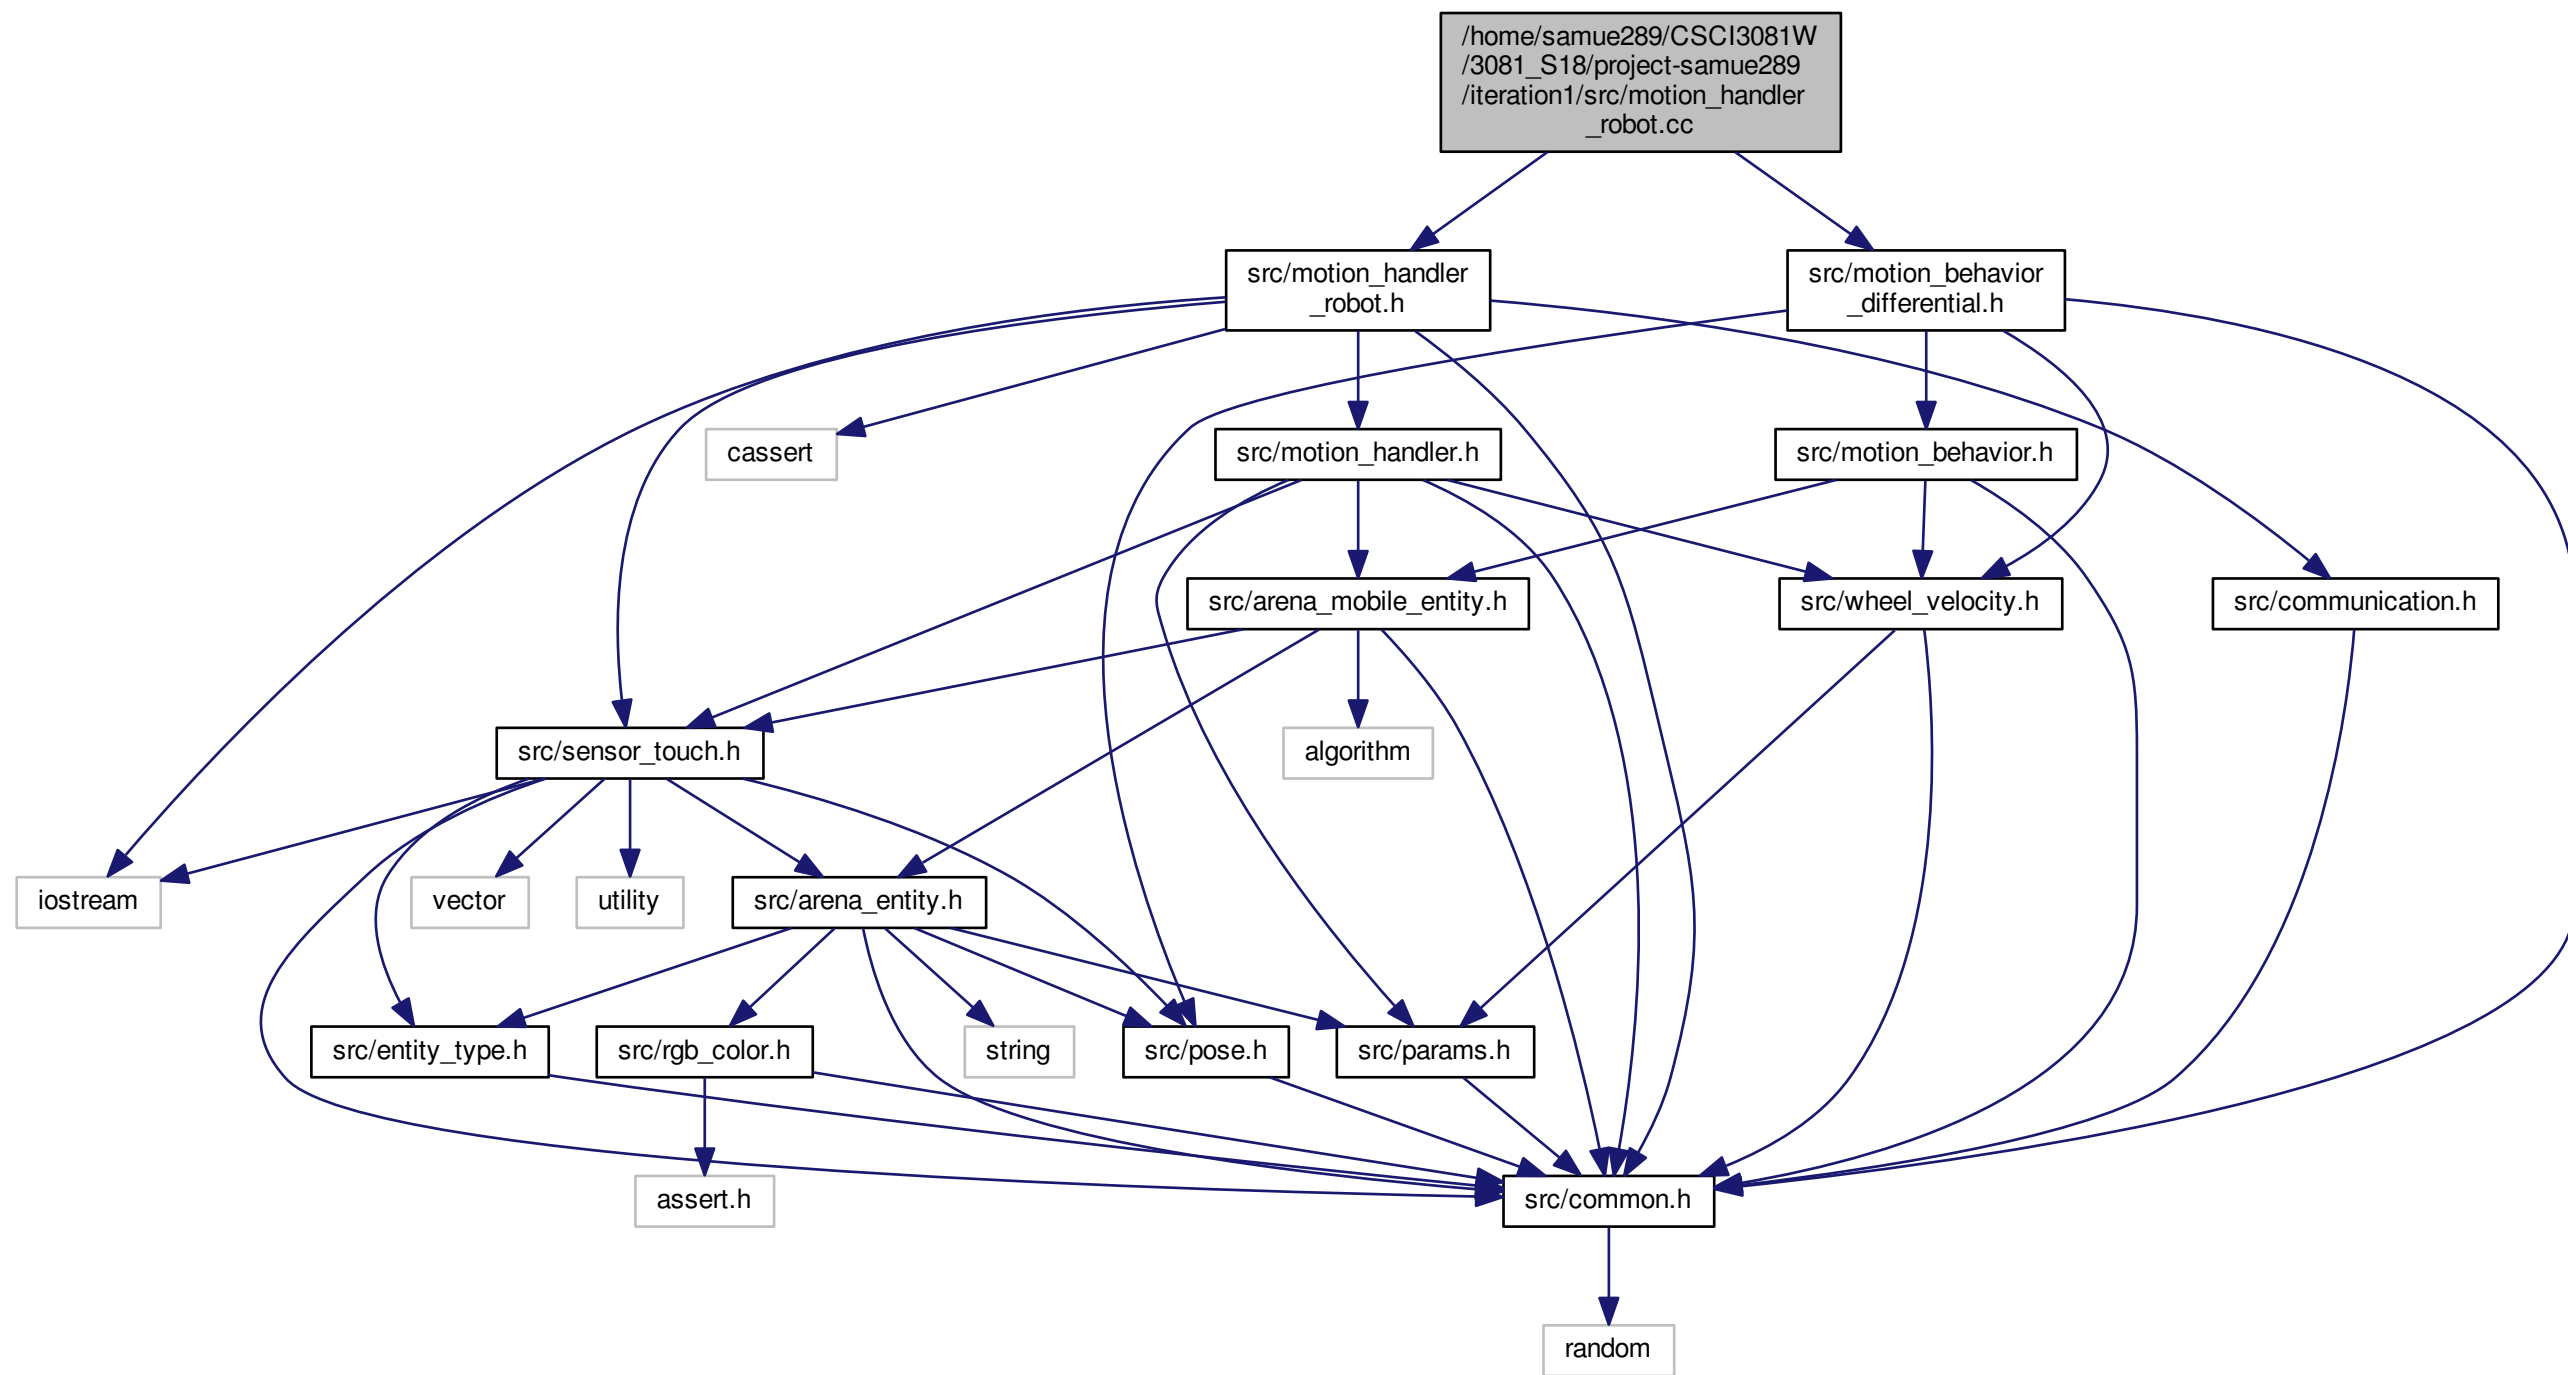 /home/samue289/CSCI3081W
/3081_S18/project-samue289
/iteration1/src/motion_handler
_robot.cc
src/motion_handler
_robot.h
src/motion_behavior
_differential.h
cassert
src/motion_handler.h
src/motion_behavior.h
src/arena_mobile_entity.h
src/wheel_velocity.h
src/communication.h
src/sensor_touch.h
algorithm
iostream
vector
utility
src/arena_entity.h
src/entity_type.h
src/rgb_color.h
string
src/pose.h
src/params.h
assert.h
src/common.h
random